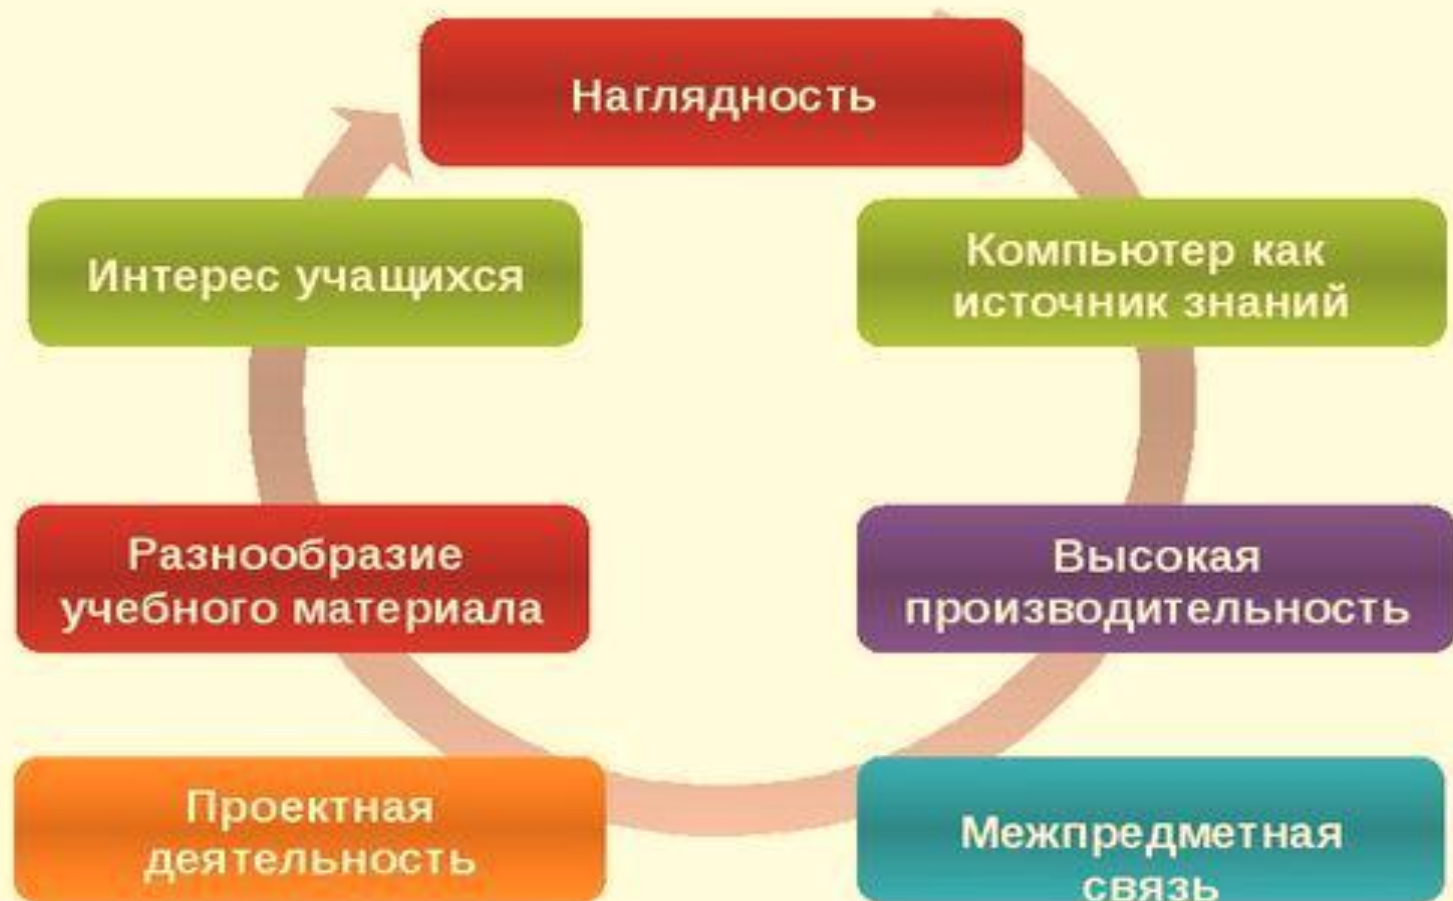 Наглядность
Интерес учащихся
Компьютер как
источник знаний
Разнообразие
учебного материала
Высокая
производительность
Проектная
деятельность
Межпредметная
связь